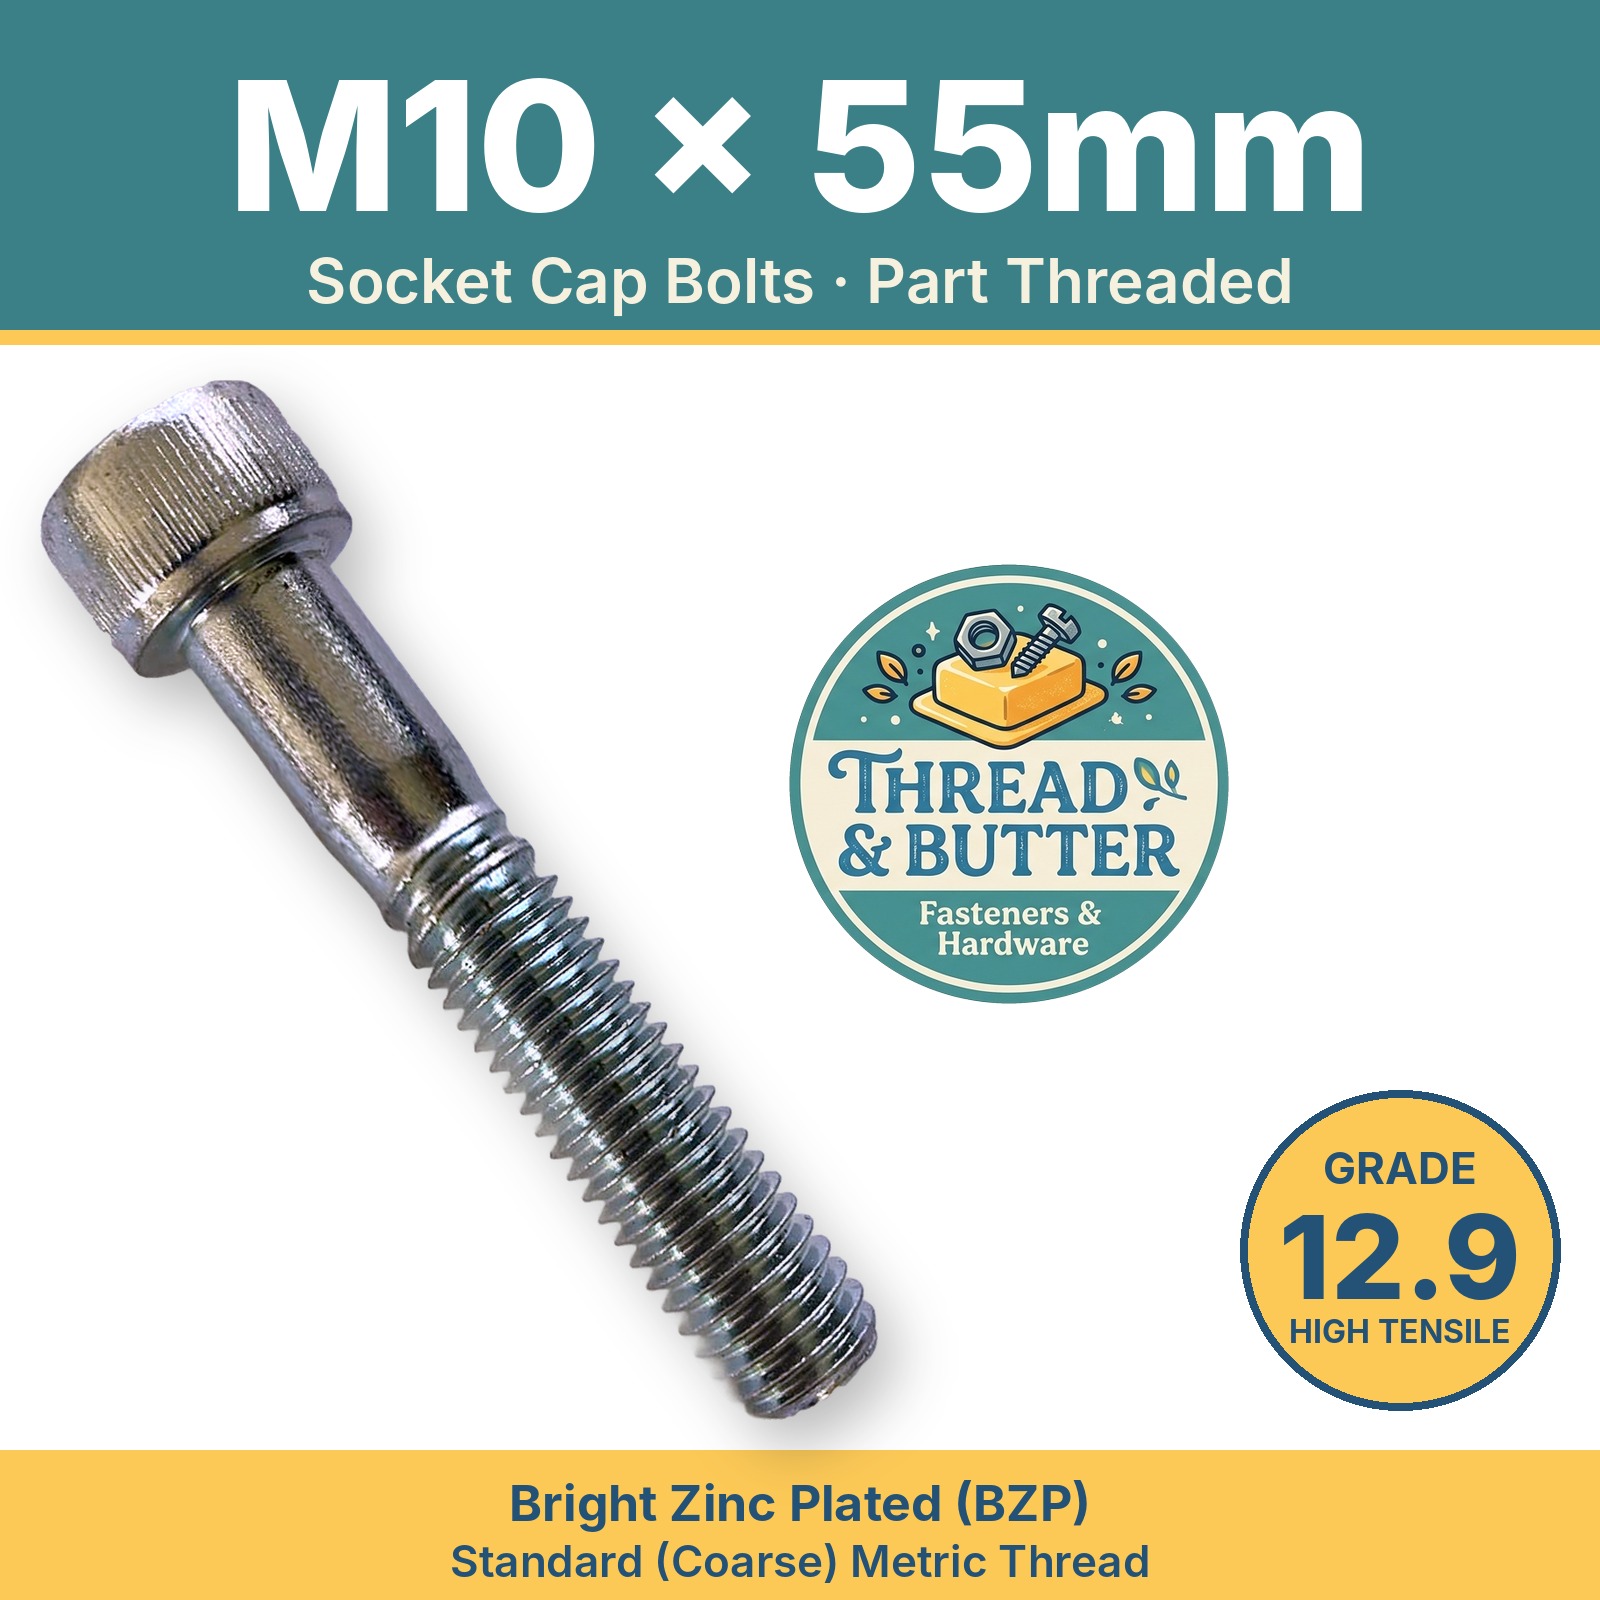 M10 × 55mm
Socket Cap Bolts · Part Threaded
THREAD
& BUTTER
Fasteners &
Hardware
GRADE
12.9
HIGH TENSILE
Bright Zinc Plated (BZP)
Standard (Coarse) Metric Thread